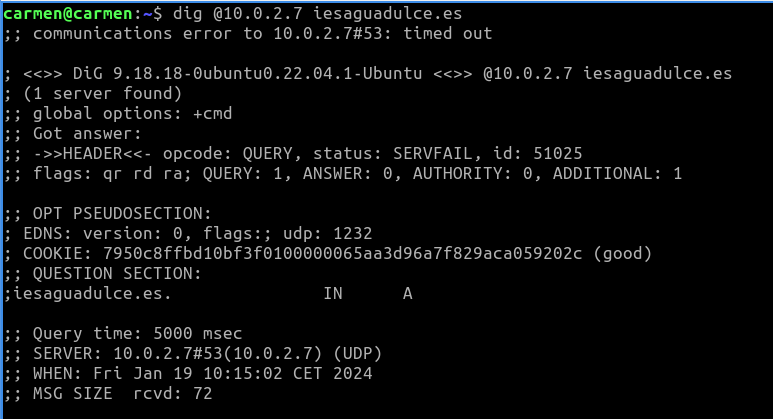 carmen@carmen:~$ dig @10.0.2.7 iesaguadulce.es
;; communications error to 10.0.2.7#53: timed out
; <<>> DiG 9.18.18-0ubuntu0.22.04.1-Ubuntu <<>> @10.0.2.7 iesaguadulce.es
; (1 server found)
;; global options: +cmd
;; Got answer:
;; ->>HEADER<<- opcode: QUERY, status: SERVFAIL, id: 51025
;; flags: qr rd ra; QUERY: 1, ANSWER: 0, AUTHORITY: 0, ADDITIONAL: 1
;; OPT PSEUDOSECTION:
; EDNS: version: 0, flags:; udp: 1232
; COOKIE: 7950c8ffbd10bf3f0100000065aa3d96a7f829aca059202c (good)
;; QUESTION SECTION:
;iesaguadulce.es.                IN      A
;; Query time: 5000 msec
;; SERVER: 10.0.2.7#53(10.0.2.7) (UDP)
;; WHEN: Fri Jan 19 10:15:02 CET 2024
;; MSG SIZE  rcvd: 72